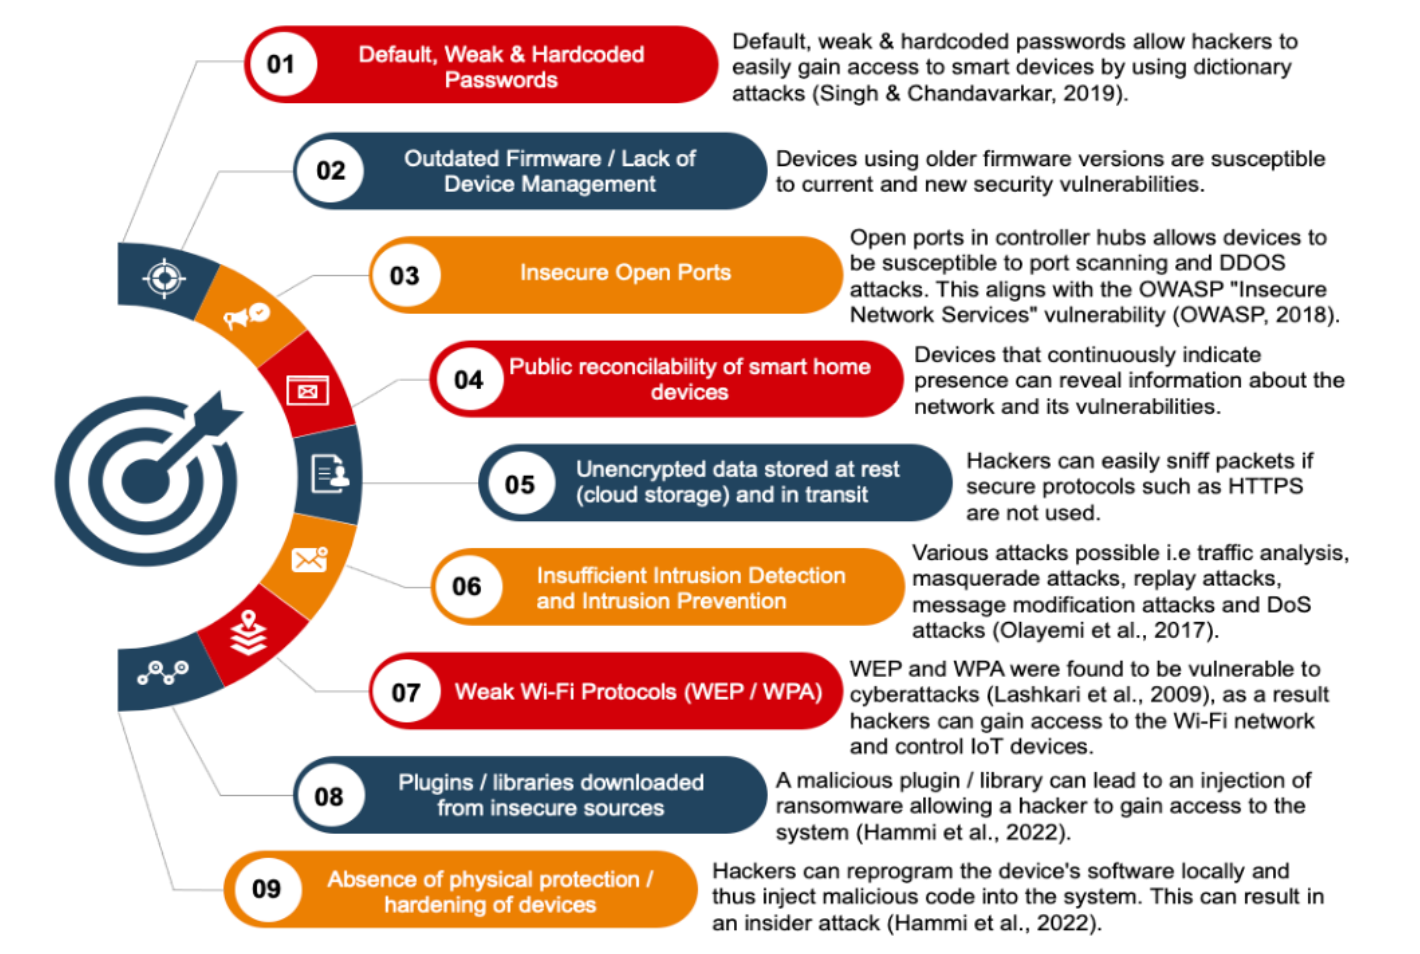 01
Default, Weak & Hardcoded
Passwords
Default, weak & hardcoded passwords allow hackers to
easily gain access to smart devices by using dictionary
attacks (Singh & Chandavarkar, 2019).
02
Outdated Firmware / Lack of
Device Management
Devices using older firmware versions are susceptible
to current and new security vulnerabilities.
03
Insecure Open Ports
Open ports in controller hubs allows devices to
be susceptible to port scanning and DDOS
attacks. This aligns with the OWASP "Insecure
Network Services" vulnerability (OWASP, 2018).
04
Public reconcilability of smart home
devices
Devices that continuously indicate
presence can reveal information about the
network and its vulnerabilities.
05
Unencrypted data stored at rest
(cloud storage) and in transit
Hackers can easily sniff packets if
secure protocols such as HTTPS
are not used.
06
Insufficient Intrusion Detection
and Intrusion Prevention
Various attacks possible i.e traffic analysis,
masquerade attacks, replay attacks,
message modification attacks and DoS
attacks (Olayemi et al., 2017).
07
Weak Wi-Fi Protocols (WEP / WPA)
WEP and WPA were found to be vulnerable to
cyberattacks (Lashkari et al., 2009), as a result
hackers can gain access to the Wi-Fi network
and control IoT devices.
08
Plugins / libraries downloaded
from insecure sources
A malicious plugin / library can lead to an injection of
ransomware allowing a hacker to gain access to the
system (Hammi et al., 2022).
09
Absence of physical protection /
hardening of devices
Hackers can reprogram the device's software locally and
thus inject malicious code into the system. This can result in
an insider attack (Hammi et al., 2022).